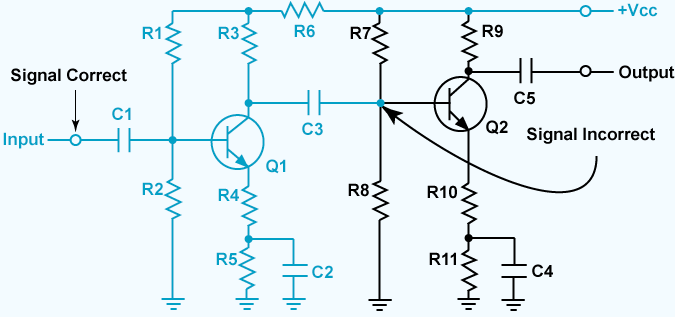 +Vcc
R1
R3
R6
R7
R9
Signal Correct
Output
C1
C3
C5
Input
Q1
Q2
Signal Incorrect
R2
R4
R8
R10
R5
C2
R11
C4